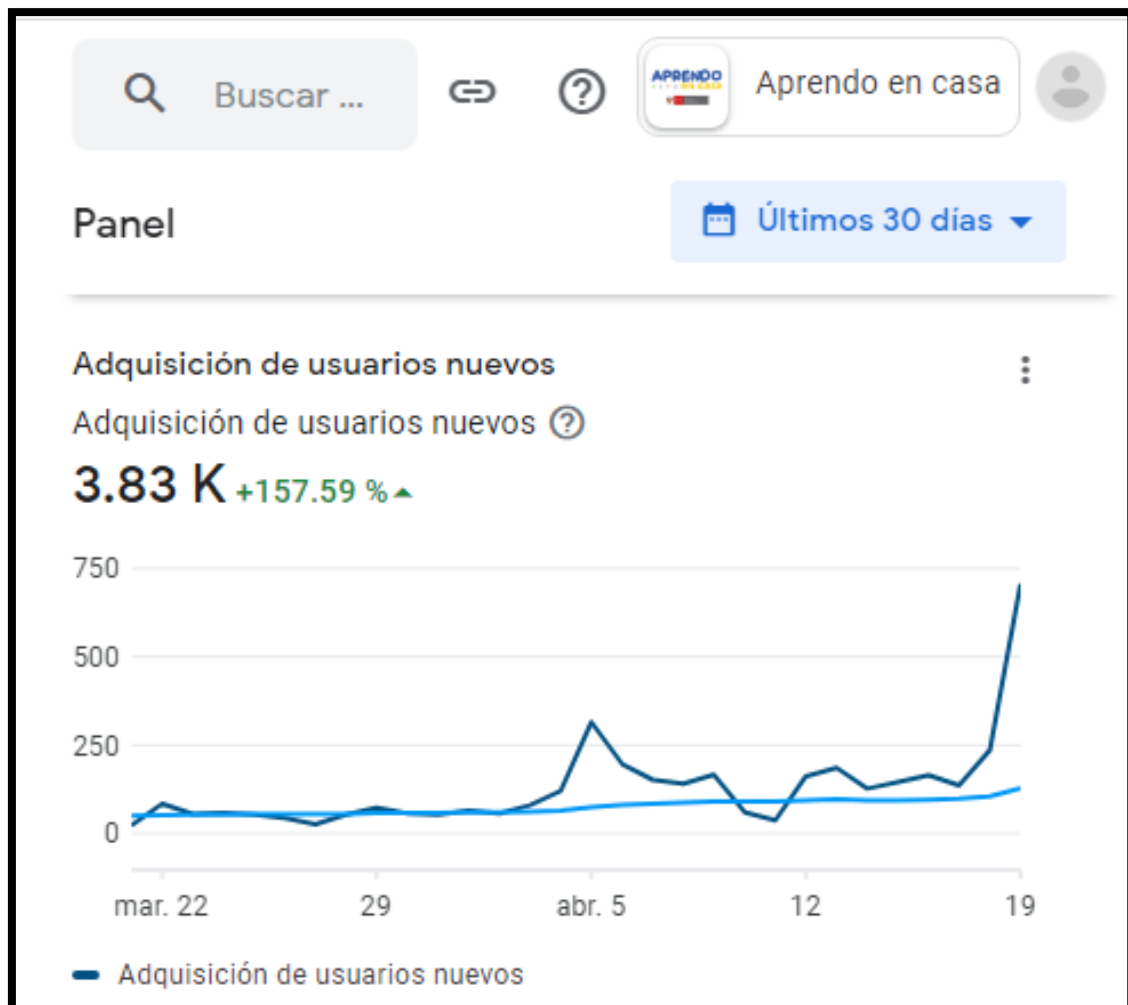 Buscar ...
APRENDO
Aprendo en casa
Panel
Últimos 30 días
Adquisición de usuarios nuevos
Adquisición de usuarios nuevos
3.83 K +157.59 %
750
500
250
0
mar. 22 29 abr. 5 12 19
Adquisición de usuarios nuevos